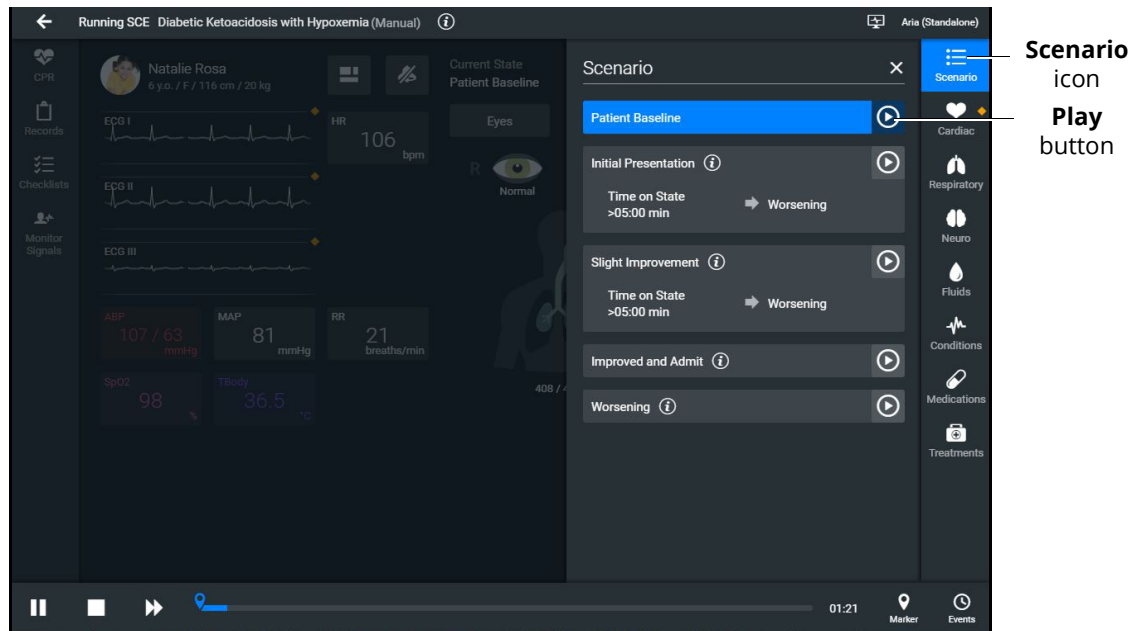 Running SCE Diabetic Ketoacidosis with Hypoxemia (Manual)
Aria (Standalone)
CPR
Records
Checklists
Monitor
Signals
Natalie Rosa
6 y.o. / F / 116 cm / 20 kg
Current State
Patient Baseline
ECG I
HR
106
bpm
Eyes
R
Normal
ECG II
ECG III
ABP
107 / 63
mmHg
MAP
81
mmHg
RR
21
breaths/min
SpO2
98
%
TBody
36.5
°C
408 / 4
Scenario
Patient Baseline
Initial Presentation
Time on State
>05:00 min
Worsening
Slight Improvement
Time on State
>05:00 min
Worsening
Improved and Admit
Worsening
Scenario
Cardiac
Respiratory
Neuro
Fluids
Conditions
Medications
Treatments
Scenario
icon
Play
button
01:21
Marker
Events